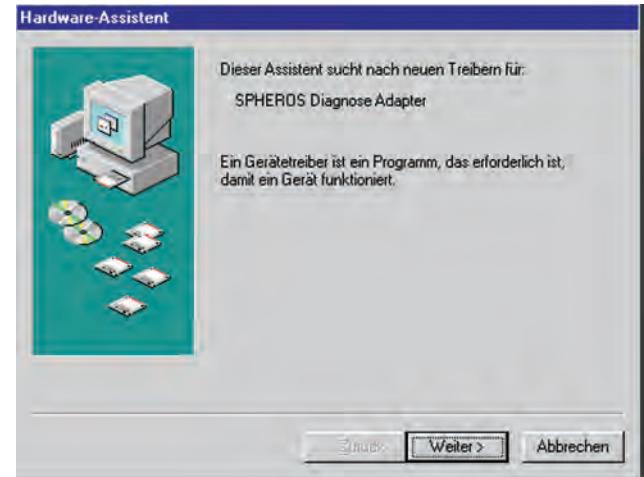 Hardware-Assistent
Dieser Assistent sucht nach neuen Treibern für:
SPHEROS Diagnose Adapter
Ein Gerätetreiber ist ein Programm, das erforderlich ist,
damit ein Gerät funktioniert.
Zurück Weiter > Abbrechen